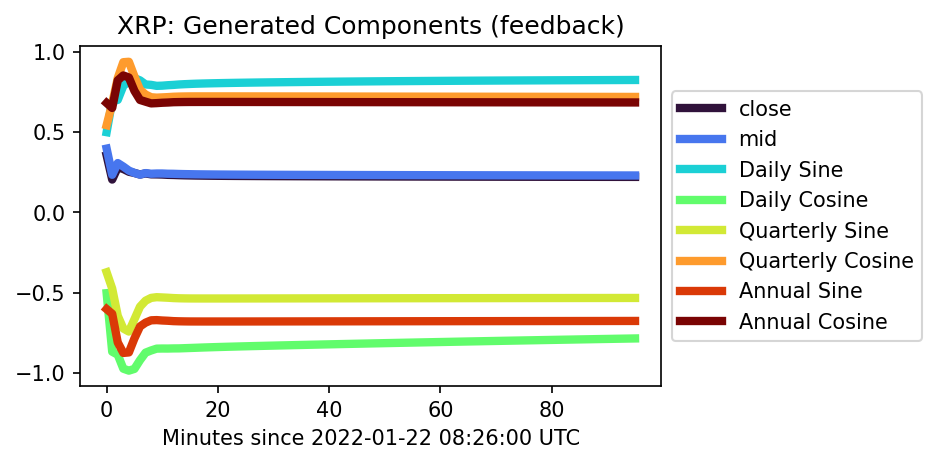 XRP: Generated Components (feedback)
1.0
0.5
0.0
−0.5
−1.0
0 20 40 60 80
Minutes since 2022-01-22 08:26:00 UTC
close
mid
Daily Sine
Daily Cosine
Quarterly Sine
Quarterly Cosine
Annual Sine
Annual Cosine